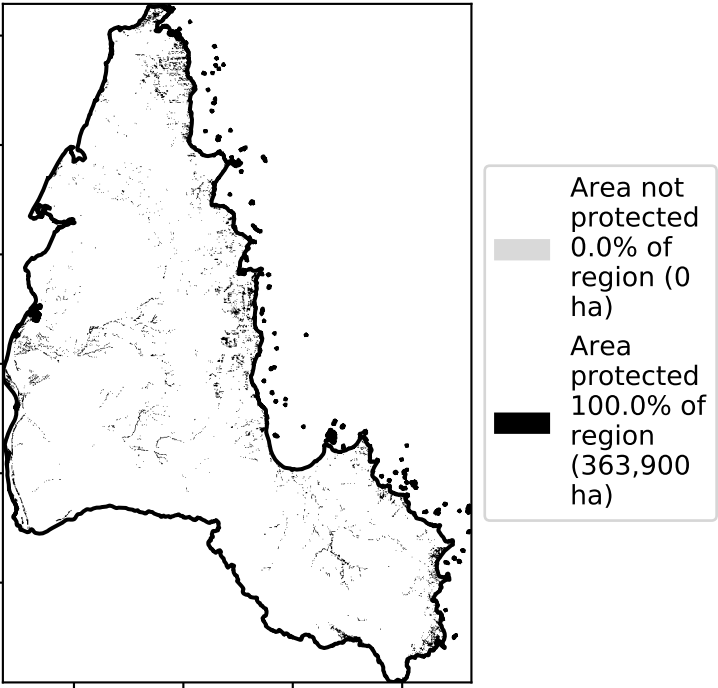 Area not
protected
0.0% of
region (0
ha)
Area
protected
100.0% of
region
(363,900
ha)